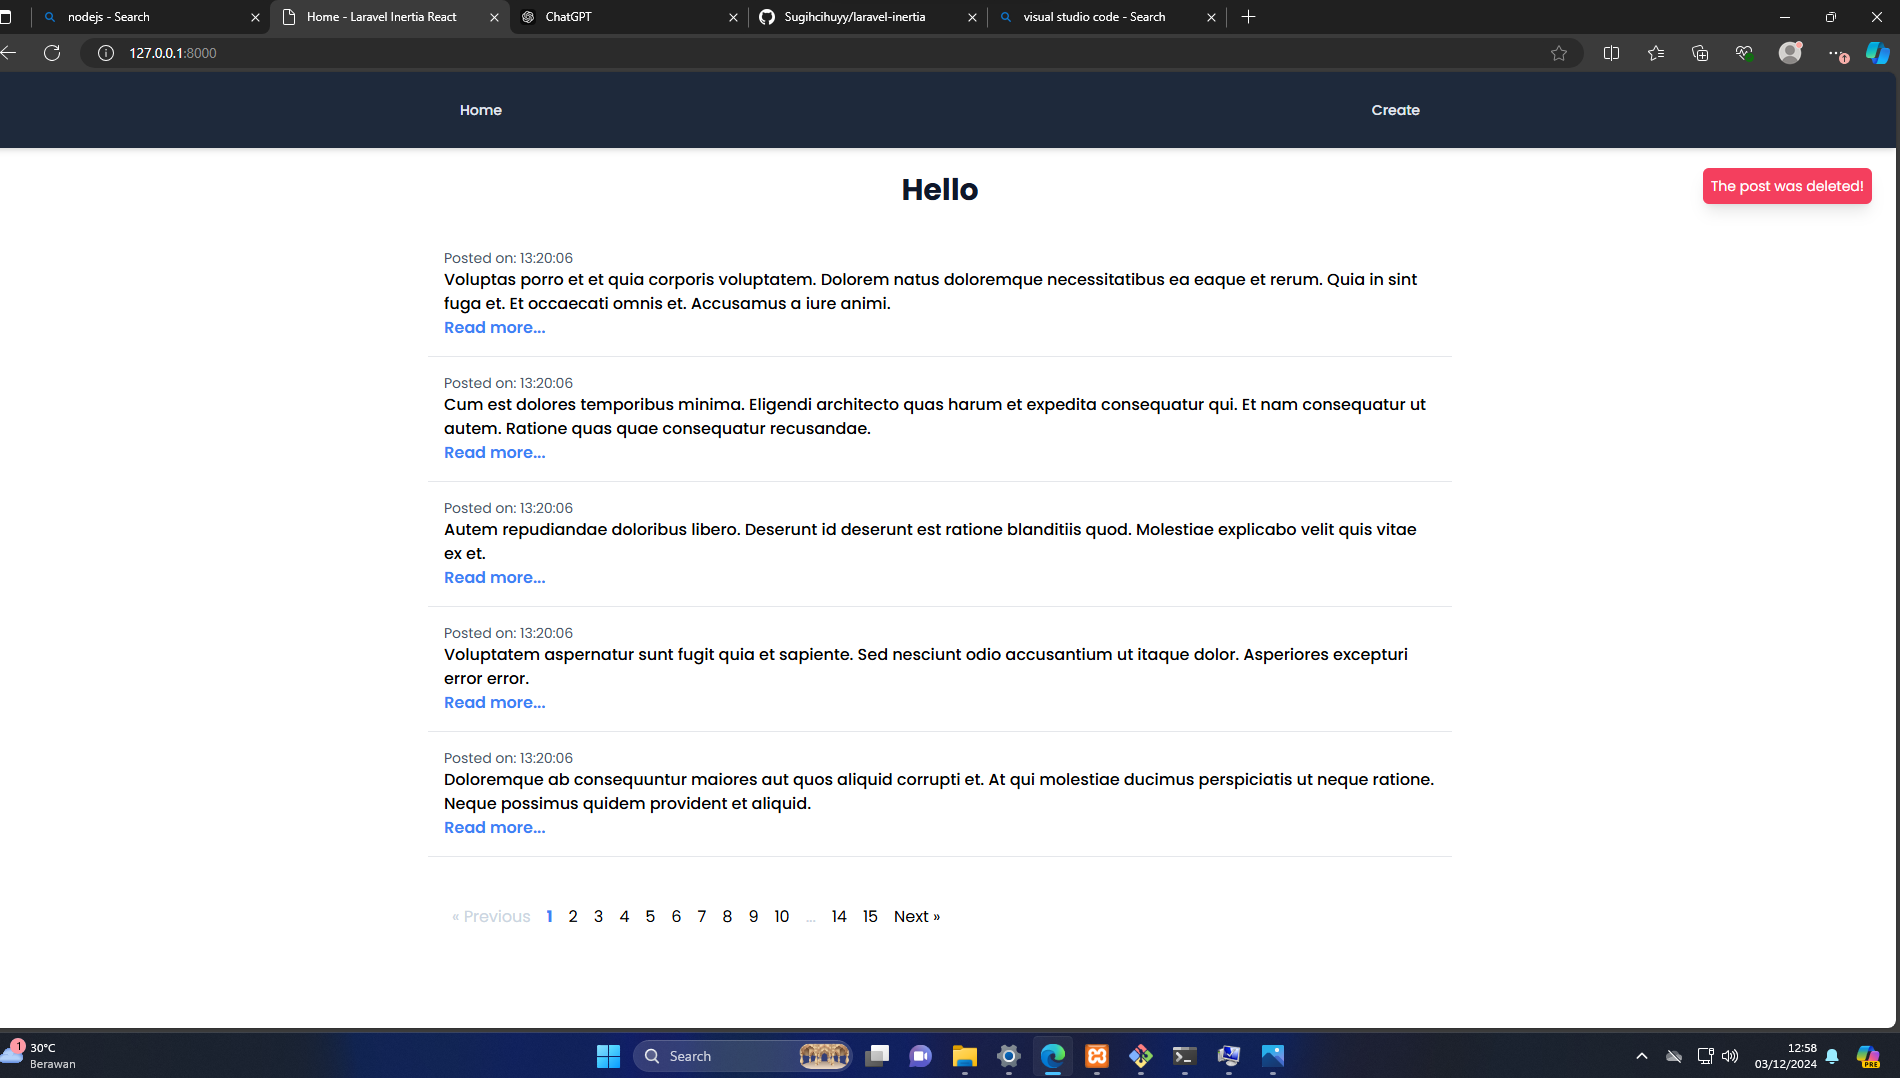 nodejs - Search
Home - Laravel Inertia React
ChatGPT
Sugihcihuyy/laravel-inertia
visual studio code - Search
127.0.0.1:8000
Home
Create
Hello
The post was deleted!
Posted on: 13:20:06
Voluptas porro et et quia corporis voluptatem. Dolorem natus doloremque necessitatibus ea eaque et rerum. Quia in sint
fuga et. Et occaecati omnis et. Accusamus a iure animi.
Read more...
Posted on: 13:20:06
Cum est dolores temporibus minima. Eligendi architecto quas harum et expedita consequatur qui. Et nam consequatur ut
autem. Ratione quas quae consequatur recusandae.
Read more...
Posted on: 13:20:06
Autem repudiandae doloribus libero. Deserunt id deserunt est ratione blanditiis quod. Molestiae explicabo velit quis vitae
ex et.
Read more...
Posted on: 13:20:06
Voluptatem aspernatur sunt fugit quia et sapiente. Sed nesciunt odio accusantium ut itaque dolor. Asperiores excepturi
error error.
Read more...
Posted on: 13:20:06
Doloremque ab consequuntur maiores aut quos aliquid corrupti et. At qui molestiae ducimus perspiciatis ut neque ratione.
Neque possimus quidem provident et aliquid.
Read more...
« Previous 1 2 3 4 5 6 7 8 9 10 ... 14 15 Next »
1
30°C
Berawan
Search
12:58
03/12/2024
PRE